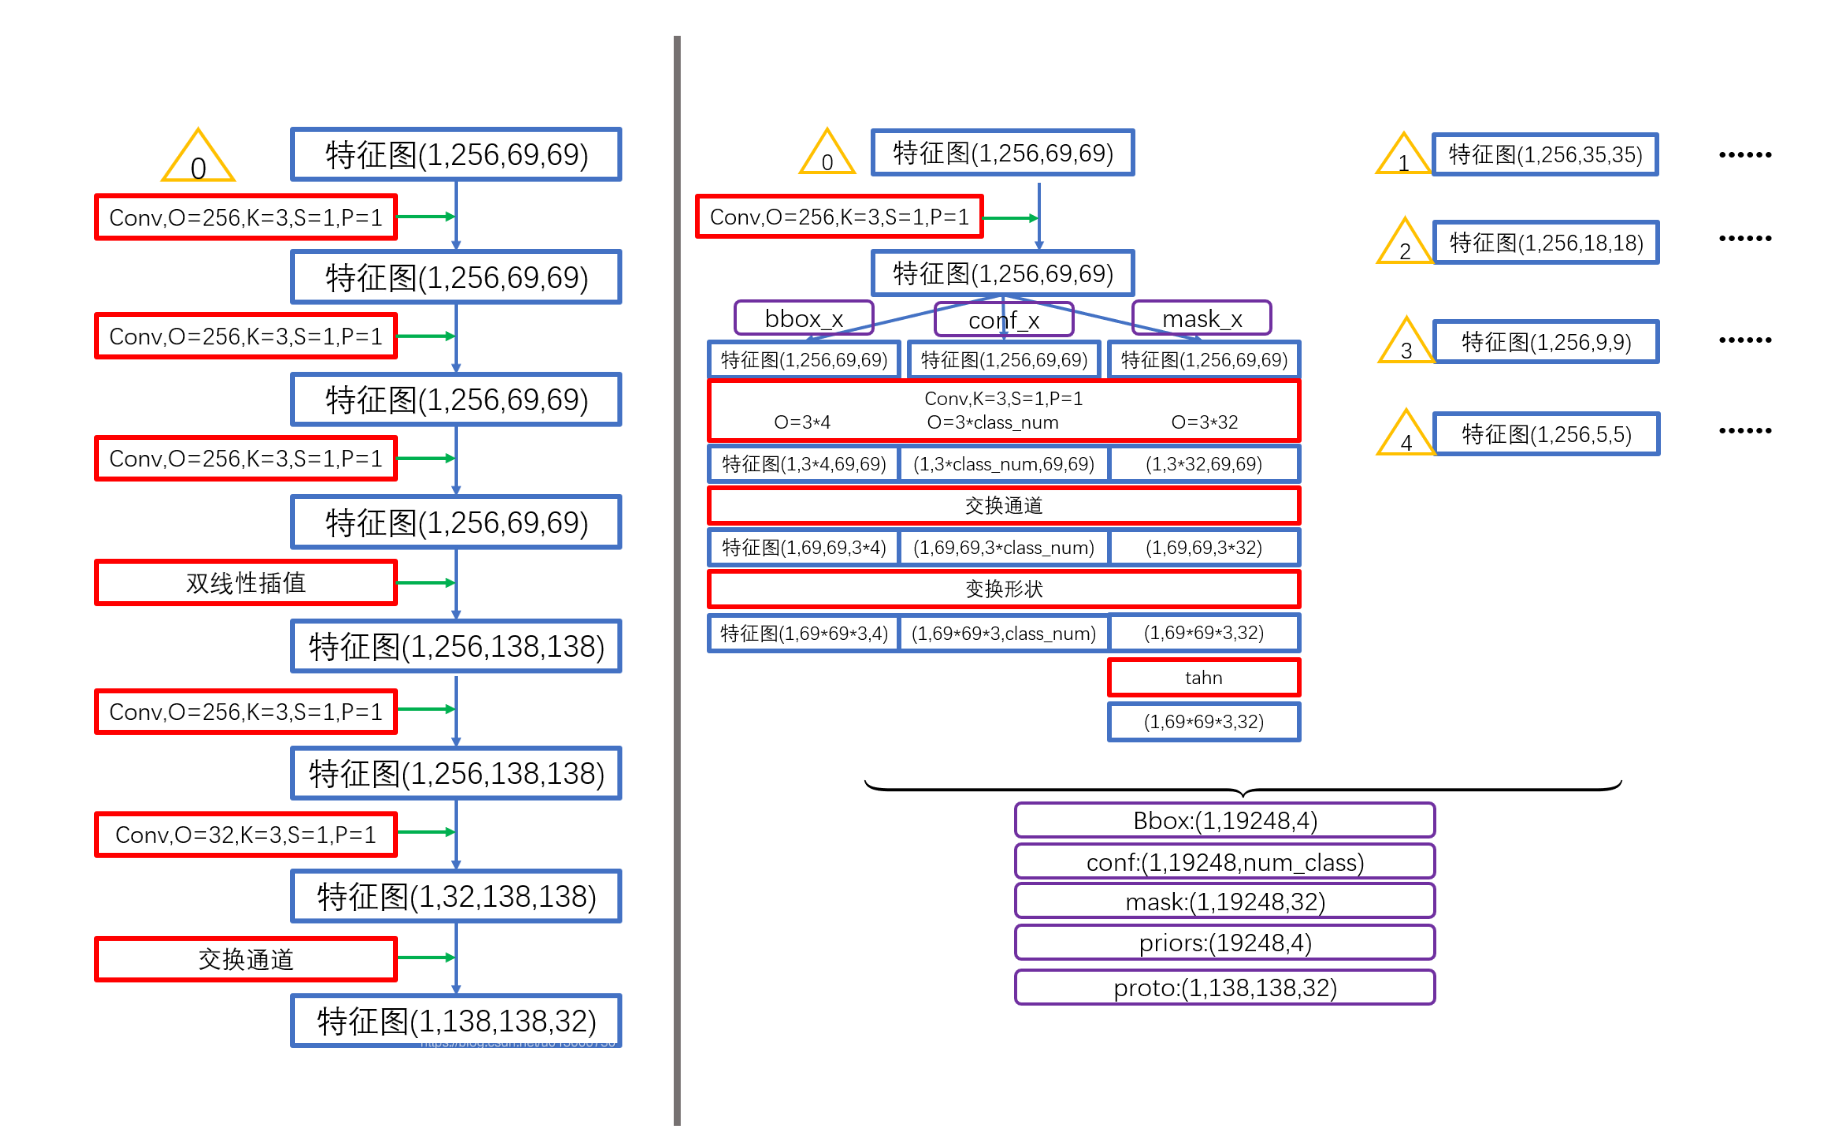 0
特征图(1,256,69,69)
Conv,O=256,K=3,S=1,P=1
特征图(1,256,69,69)
Conv,O=256,K=3,S=1,P=1
特征图(1,256,69,69)
Conv,O=256,K=3,S=1,P=1
特征图(1,256,69,69)
双线性插值
特征图(1,256,138,138)
Conv,O=256,K=3,S=1,P=1
特征图(1,256,138,138)
Conv,O=32,K=3,S=1,P=1
特征图(1,32,138,138)
交换通道
特征图(1,138,138,32)
0
特征图(1,256,69,69)
Conv,O=256,K=3,S=1,P=1
特征图(1,256,69,69)
bbox_x conf_x mask_x
特征图(1,256,69,69) 特征图(1,256,69,69) 特征图(1,256,69,69)
Conv,K=3,S=1,P=1
O=3*4 O=3*class_num O=3*32
特征图(1,3*4,69,69) (1,3*class_num,69,69) (1,3*32,69,69)
交换通道
特征图(1,69,69,3*4) (1,69,69,3*class_num) (1,69,69,3*32)
变换形状
特征图(1,69*69*3,4) (1,69*69*3,class_num) (1,69*69*3,32)
tahn
(1,69*69*3,32)
1 特征图(1,256,35,35) ······
2 特征图(1,256,18,18) ······
3 特征图(1,256,9,9) ······
4 特征图(1,256,5,5) ······
Bbox:(1,19248,4)
conf:(1,19248,num_class)
mask:(1,19248,32)
priors:(19248,4)
proto:(1,138,138,32)